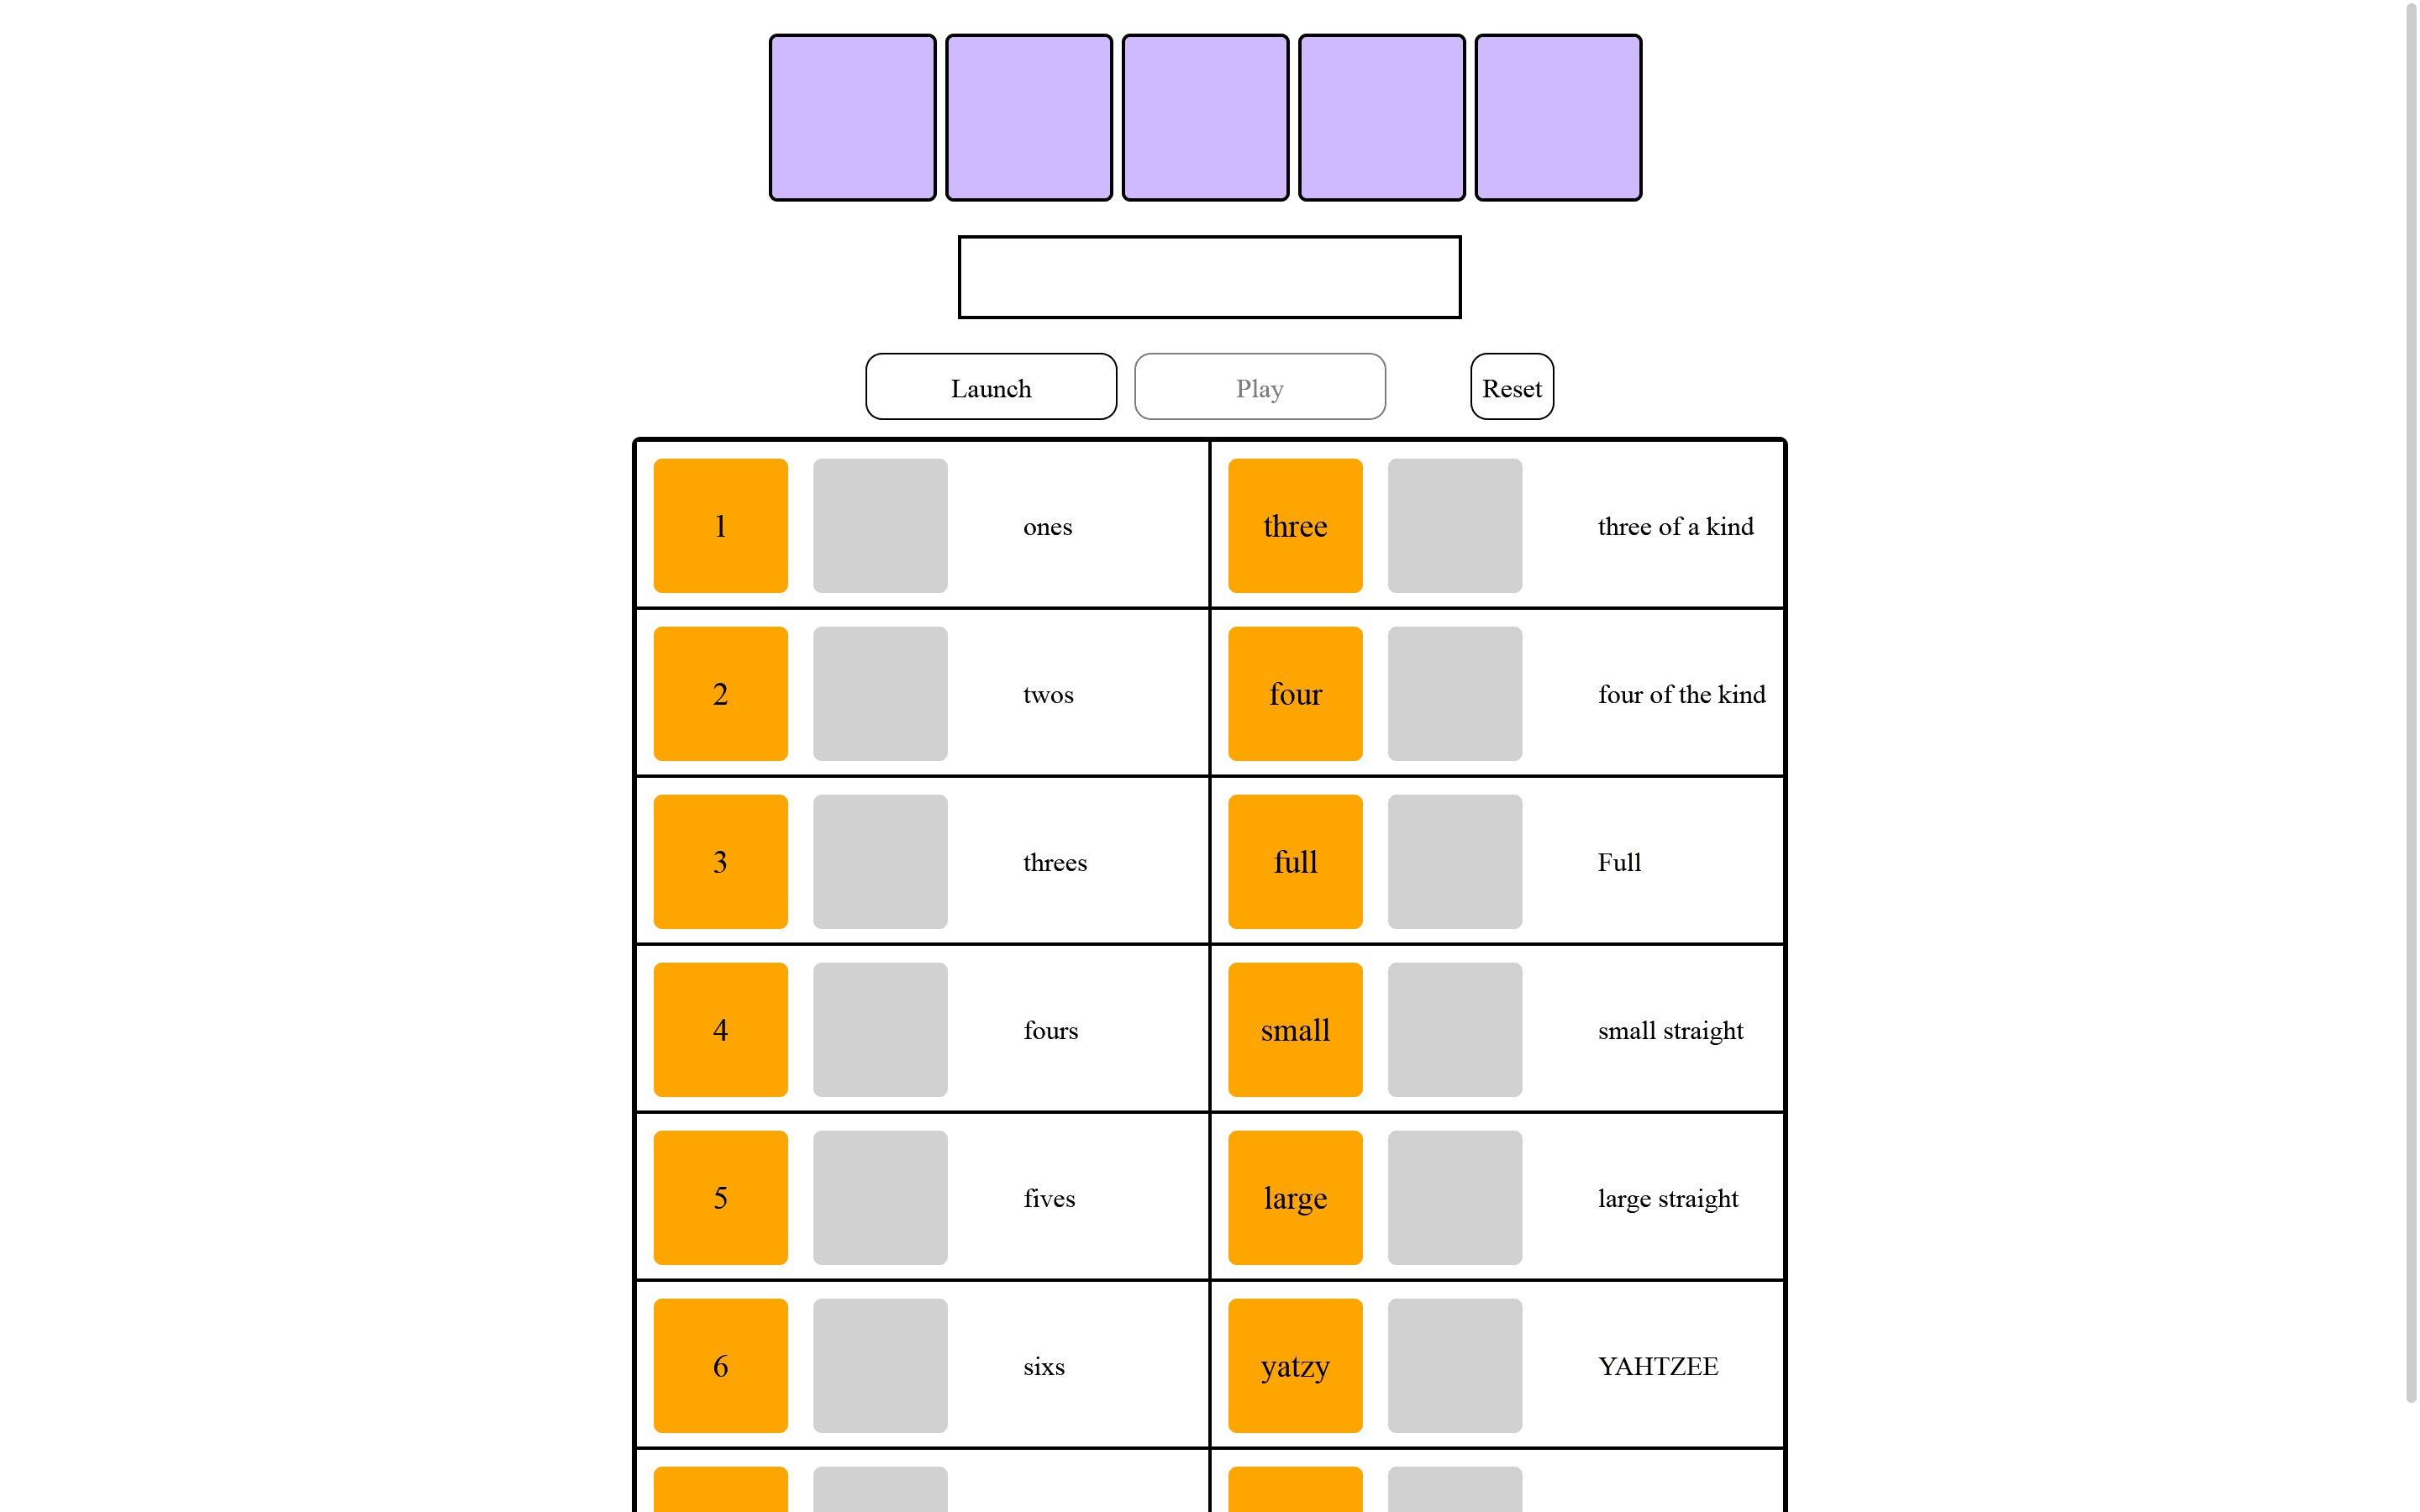 Launch
Play
Reset
1 ones three three of a kind
2 twos four four of the kind
3 threes full Full
4 fours small small straight
5 fives large large straight
6 sixs yatzy YAHTZEE